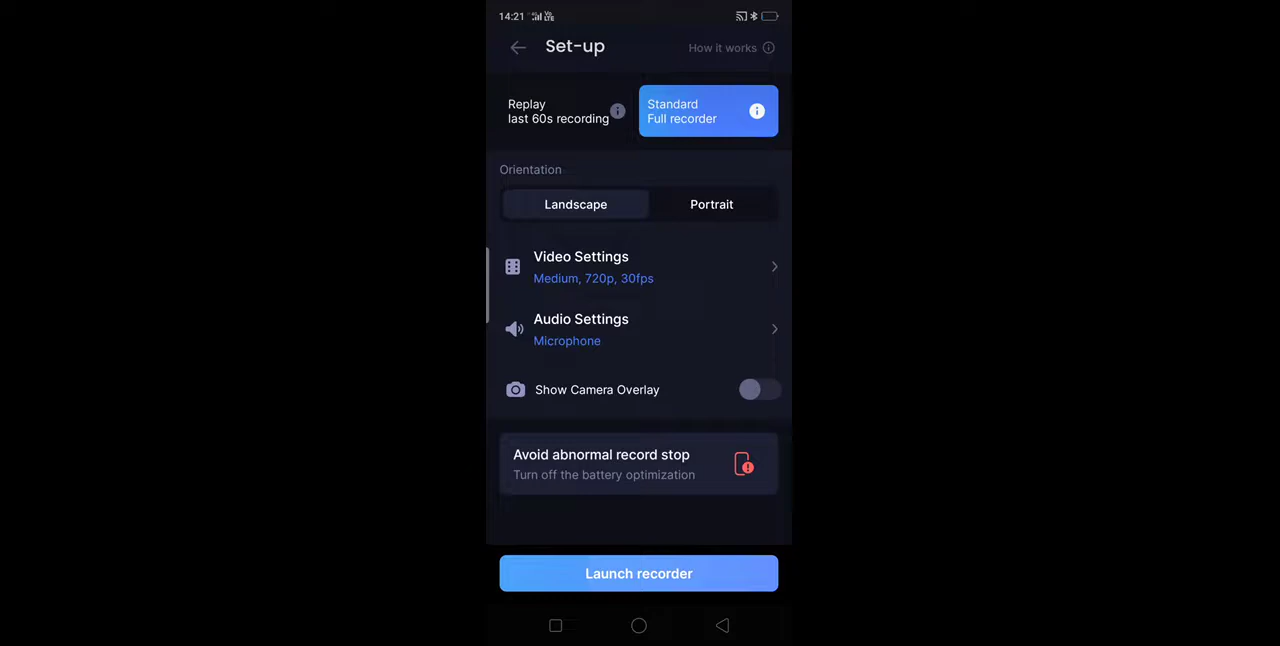 14:21
Set-up
How it works
Replay
last 60s recording
Standard
Full recorder
Orientation
Landscape
Portrait
Video Settings
Medium, 720p, 30fps
Audio Settings
Microphone
Show Camera Overlay
Avoid abnormal record stop
Turn off the battery optimization
Launch recorder